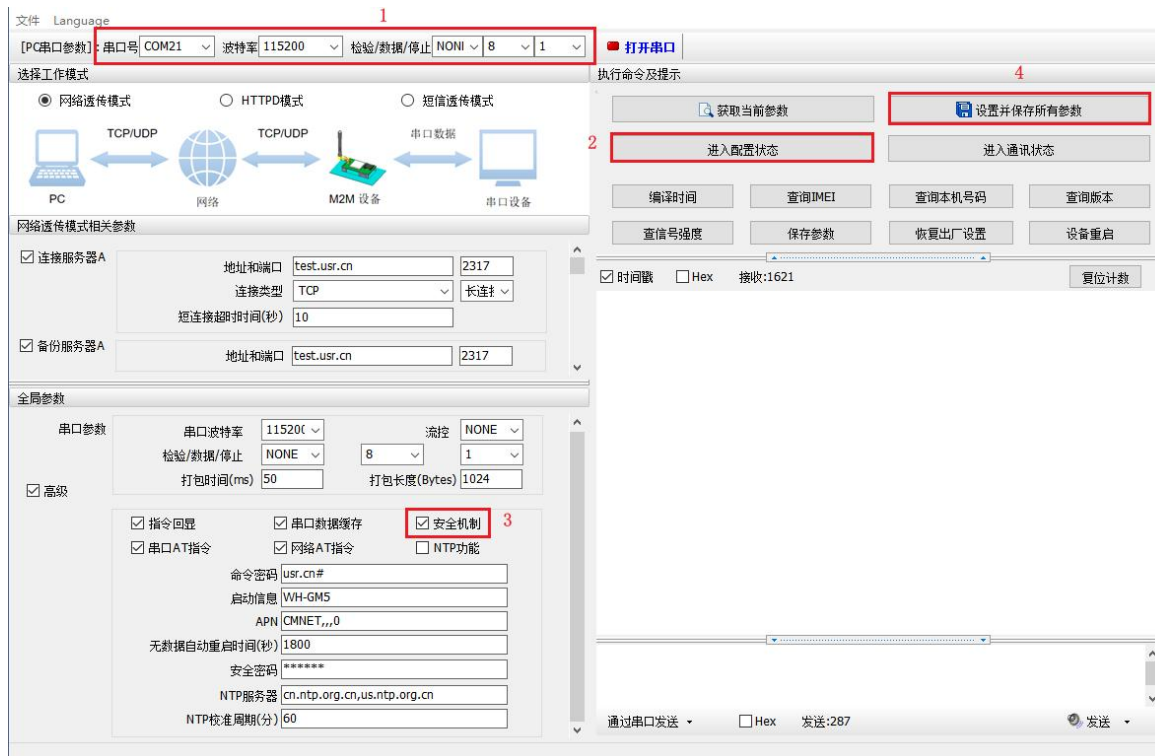 文件 Language
1
[PC串口参数]:串口号 COM21 波特率 115200 检验/数据/停止 NONI 8 1 打开串口
选择工作模式
网络透传模式 HTTPD模式 短信透传模式
TCP/UDP TCP/UDP 串口数据
PC 网络 M2M 设备 串口设备
网络透传模式相关参数
连接服务器A
地址和端口 test.usr.cn 2317
连接类型 TCP 长连接
短连接超时时间(秒) 10
备份服务器A
地址和端口 test.usr.cn 2317
全局参数
串口参数
串口波特率 11520( 流控 NONE
检验/数据/停止 NONE 8 1
打包时间(ms) 50 打包长度(Bytes) 1024
高级
指令回显 串口数据缓存 安全机制 3
串口AT指令 网络AT指令 NTP功能
命令密码 usr.cn#
启动信息 WH-GM5
APN CMNET,,,0
无数据自动重启时间(秒) 1800
安全密码 ******
NTP服务器 cn.ntp.org.cn,us.ntp.org.cn
NTP校准周期(分) 60
执行命令及提示
4
获取当前参数 设置并保存所有参数
2 进入配置状态 进入通讯状态
编译时间 查询IMEI 查询本机号码 查询版本
查信号强度 保存参数 恢复出厂设置 设备重启
时间戳 Hex 接收:1621 复位计数
通过串口发送 Hex 发送:287 发送